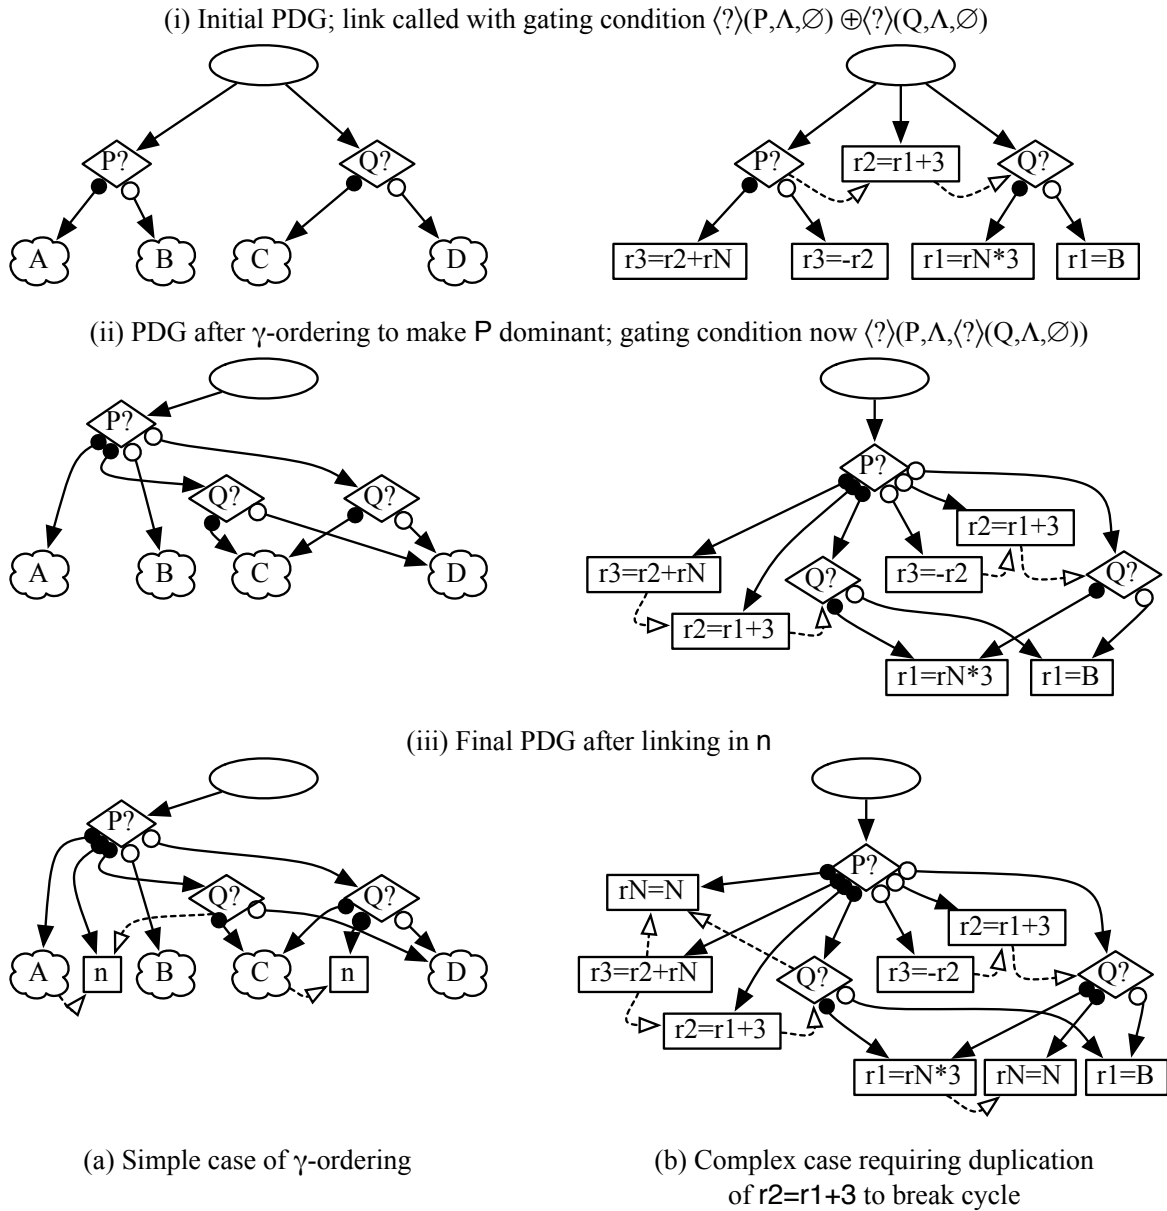 (i) Initial PDG; link called with gating condition ⟨?⟩(P,Λ,∅) ⊕⟨?⟩(Q,Λ,∅)
P?
Q?
A
B
C
D
P?
r2=r1+3
Q?
r3=r2+rN
r3=-r2
r1=rN*3
r1=B
(ii) PDG after γ-ordering to make P dominant; gating condition now ⟨?⟩(P,Λ,⟨?⟩(Q,Λ,∅))
P?
Q?
Q?
A
B
C
D
P?
r2=r1+3
r3=r2+rN
Q?
r3=-r2
Q?
r2=r1+3
r1=rN*3
r1=B
(iii) Final PDG after linking in n
P?
Q?
Q?
A
n
B
C
n
D
P?
rN=N
r2=r1+3
r3=r2+rN
Q?
r3=-r2
Q?
r2=r1+3
r1=rN*3
rN=N
r1=B
(a) Simple case of γ-ordering
(b) Complex case requiring duplication
of r2=r1+3 to break cycle